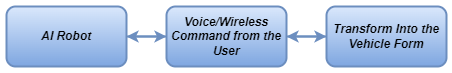 AI Robot
Voice/Wireless
Command from the
User
Transform Into the
Vehicle Form